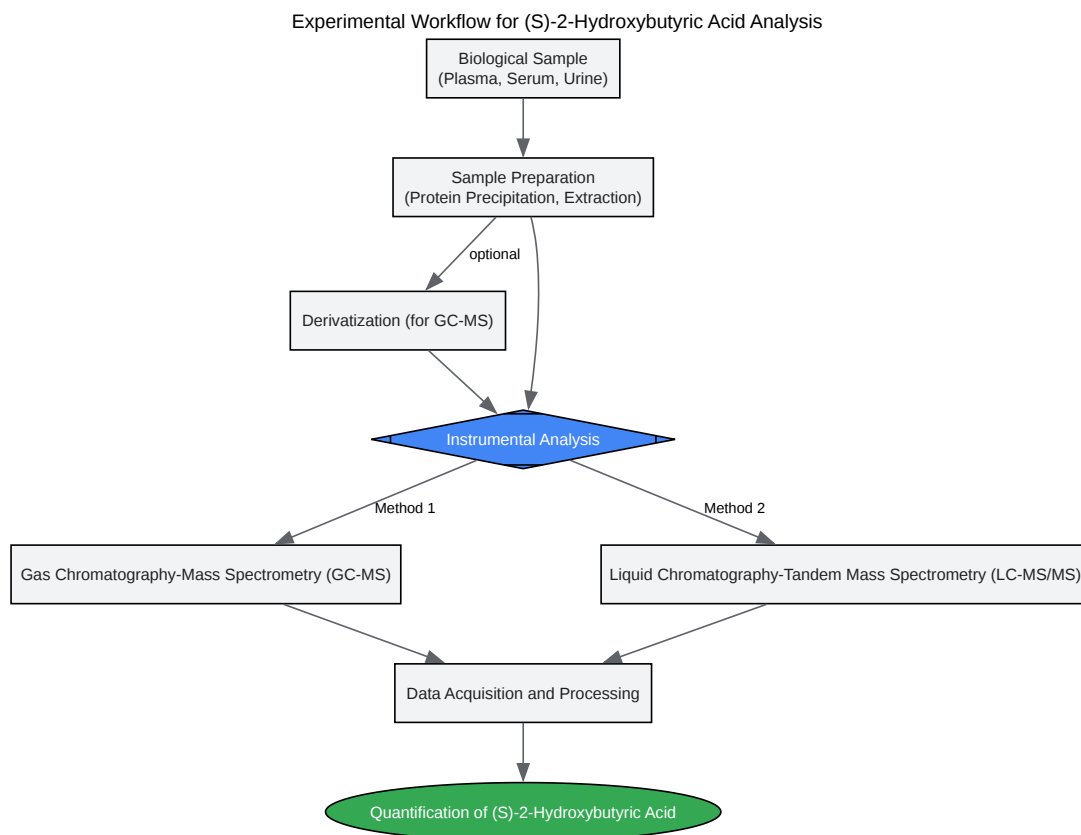 Experimental Workflow for (S)-2-Hydroxybutyric Acid Analysis
Biological Sample
(Plasma, Serum, Urine)
Sample Preparation
(Protein Precipitation, Extraction)
optional
Derivatization (for GC-MS)
Instrumental Analysis
Method 1
Method 2
Gas Chromatography-Mass Spectrometry (GC-MS)
Liquid Chromatography-Tandem Mass Spectrometry (LC-MS/MS)
Data Acquisition and Processing
Quantification of (S)-2-Hydroxybutyric Acid